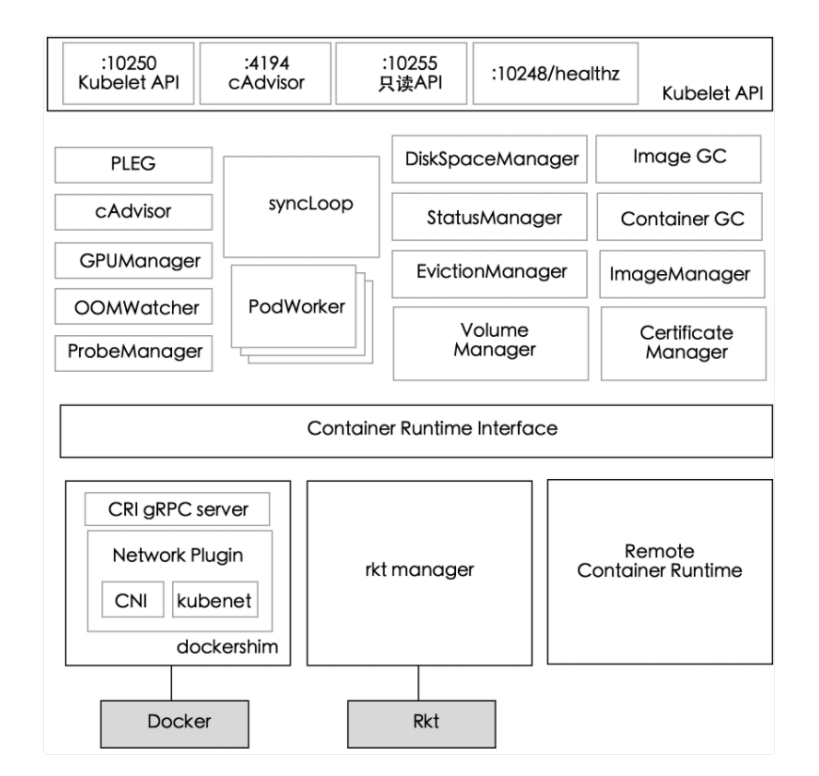 :10250
Kubelet API
:4194
cAdvisor
:10255
只读API
:10248/healthz
Kubelet API
PLEG
cAdvisor
GPUManager
OOMWatcher
ProbeManager
syncLoop
PodWorker
DiskSpaceManager
StatusManager
EvictionManager
Volume
Manager
Image GC
Container GC
ImageManager
Certificate
Manager
Container Runtime Interface
CRI gRPC server
Network Plugin
CNI
kubenet
dockershim
rkt manager
Remote
Container Runtime
Docker
Rkt